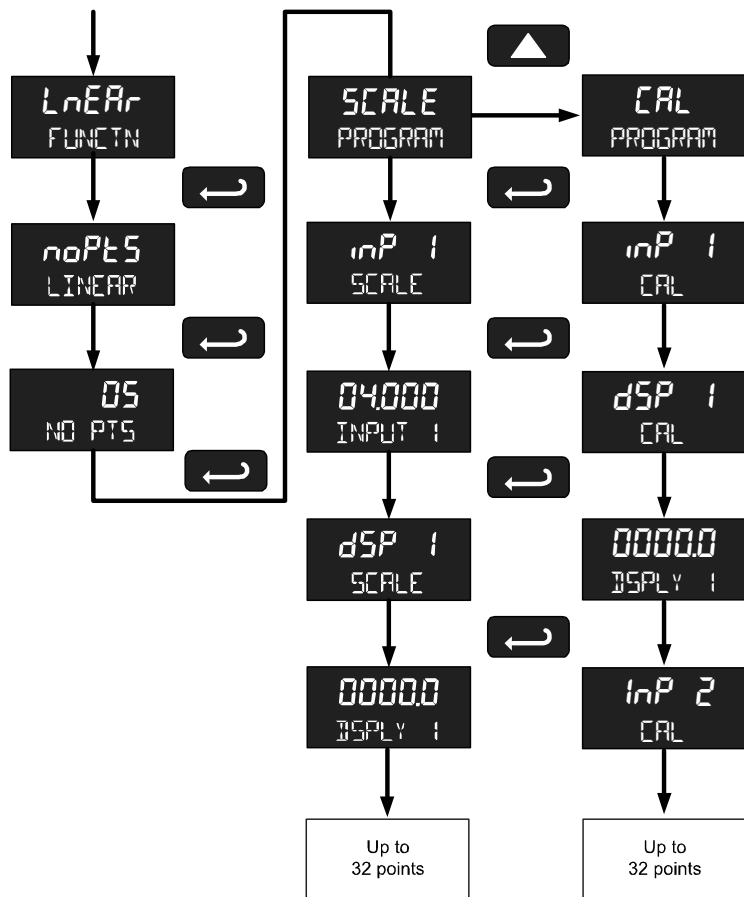 LnEAr
FUNCTN
noPtS
LINEAR
05
NO PTS
SCALE
PROGRAM
inP 1
SCALE
04.000
INPUT 1
dSP 1
SCALE
0000.0
DSPLY 1
Up to
32 points
CAL
PROGRAM
inP 1
CAL
dSP 1
CAL
0000.0
DSPLY 1
InP 2
CAL
Up to
32 points